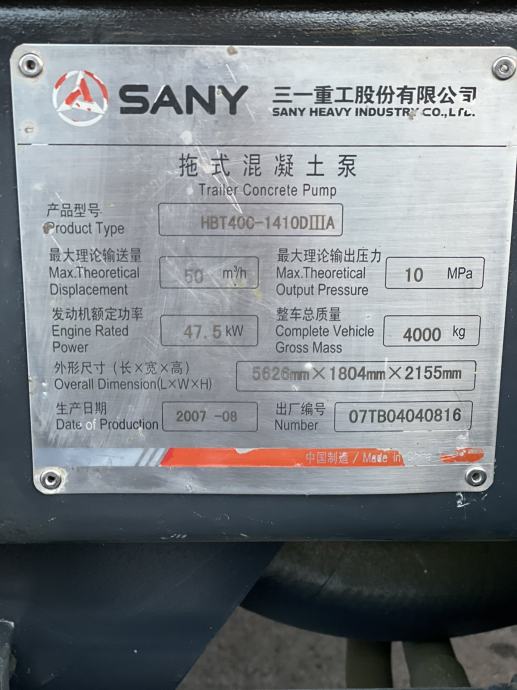 SANY 三一重工股份有限公司
SANY HEAVY INDUSTRY CO.,LTD.
拖式混凝土泵
Trailer Concrete Pump
产品型号
Product Type HBT40C-1410DIIIA
最大理论输送量 最大理论输出压力
Max.Theoretical 50 m³/h Max.Theoretical 10 MPa
Displacement Output Pressure
发动机额定功率 整车总质量
Engine Rated 47.5 kW Complete Vehicle 4000 kg
Power Gross Mass
外形尺寸 (长×宽×高) 5626mm×1804mm×2155mm
Overall Dimension(L×W×H)
生产日期 出厂编号
Date of Production 2007 -08 Number 07TB04040816
中国制造 / Made in